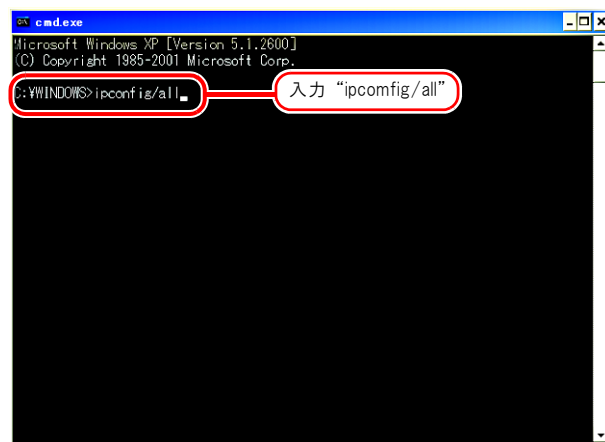 cmd.exe
Microsoft Windows XP [Version 5.1.2600]
(C) Copyright 1985-2001 Microsoft Corp.
C:¥WINDOWS>ipconfig/all_
入力“ipcomfig/all”